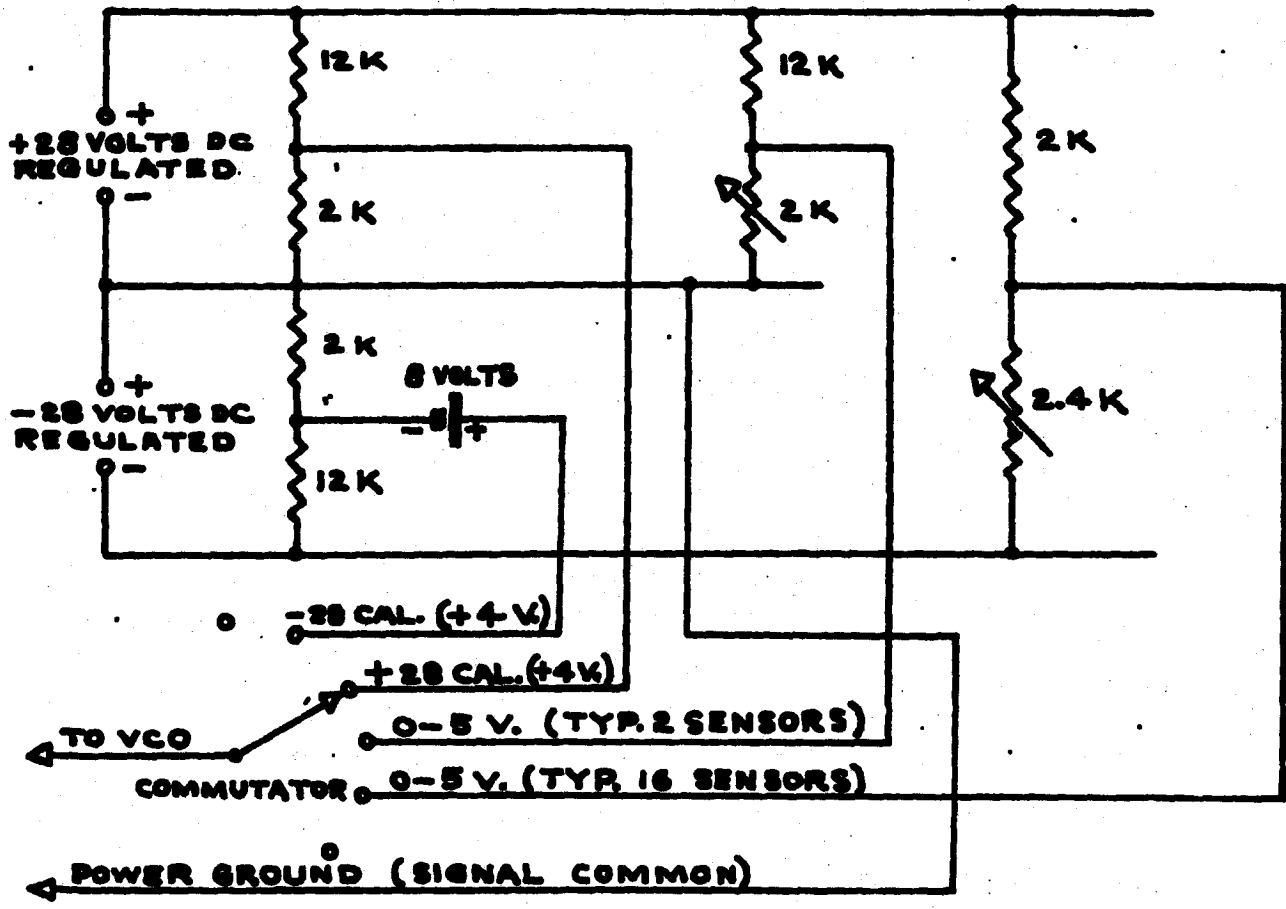 12 K
12 K
+
+28 VOLTS DC
REGULATED
−
2 K
2 K
2 K
2 K
8 VOLTS
− +
+
−28 VOLTS DC
REGULATED
−
2.4 K
12 K
−28 CAL. (+4 V.)
+28 CAL. (+4 V.)
0–5 V. (TYP. 2 SENSORS)
TO VCO
COMMUTATOR
0–5 V. (TYP. 16 SENSORS)
POWER GROUND (SIGNAL COMMON)